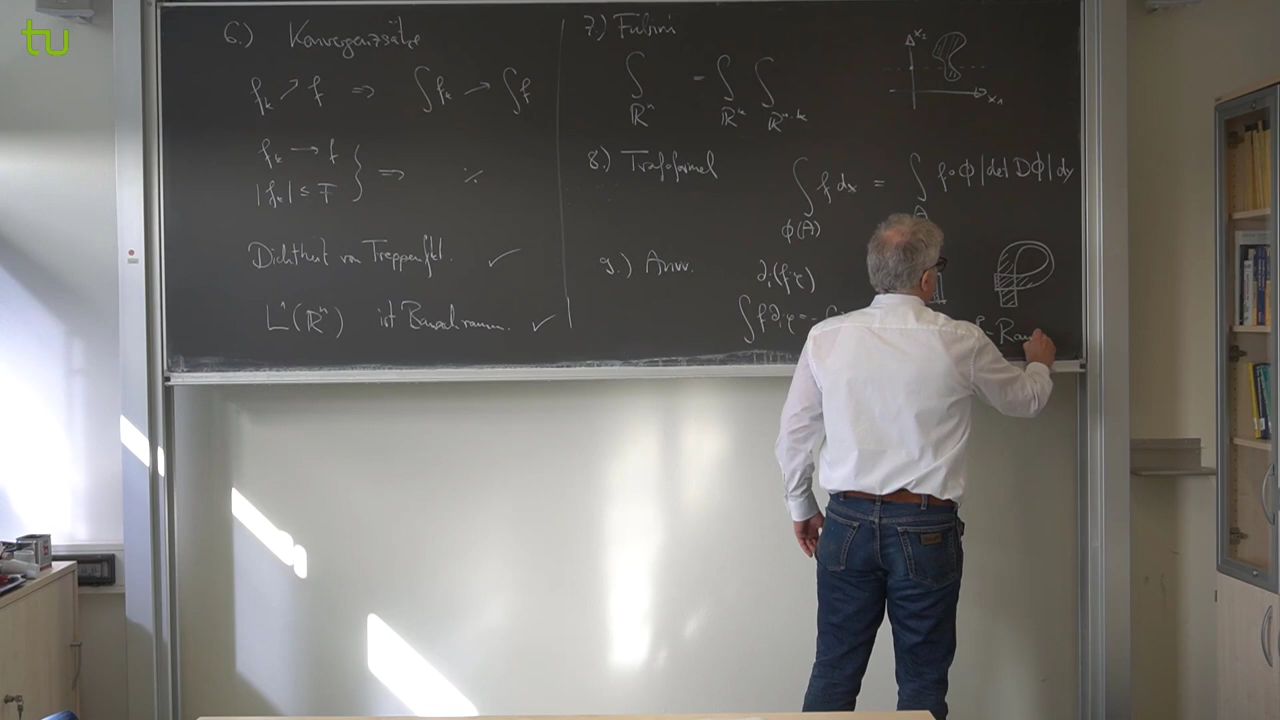 tu
6.) Konvergenzsätze
f_k ↗ f ⇒ ∫f_k → ∫f
f_k → f
|f_k| ≤ F } ⇒ ·/.
Dichtheit von Treppenfkt. ✓
L¹(ℝⁿ) ist Banachraum. ✓
7.) Fubini
∫_{ℝⁿ} = ∫_{ℝᵏ} ∫_{ℝⁿ⁻ᵏ}
x₂
x₁
8.) Trafoformel
∫_{ϕ(A)} f dx = ∫_A f∘ϕ |det Dϕ| dy
9.) Anw.
∂ᵢ(f·φ)
∫f∂ᵢφ = -